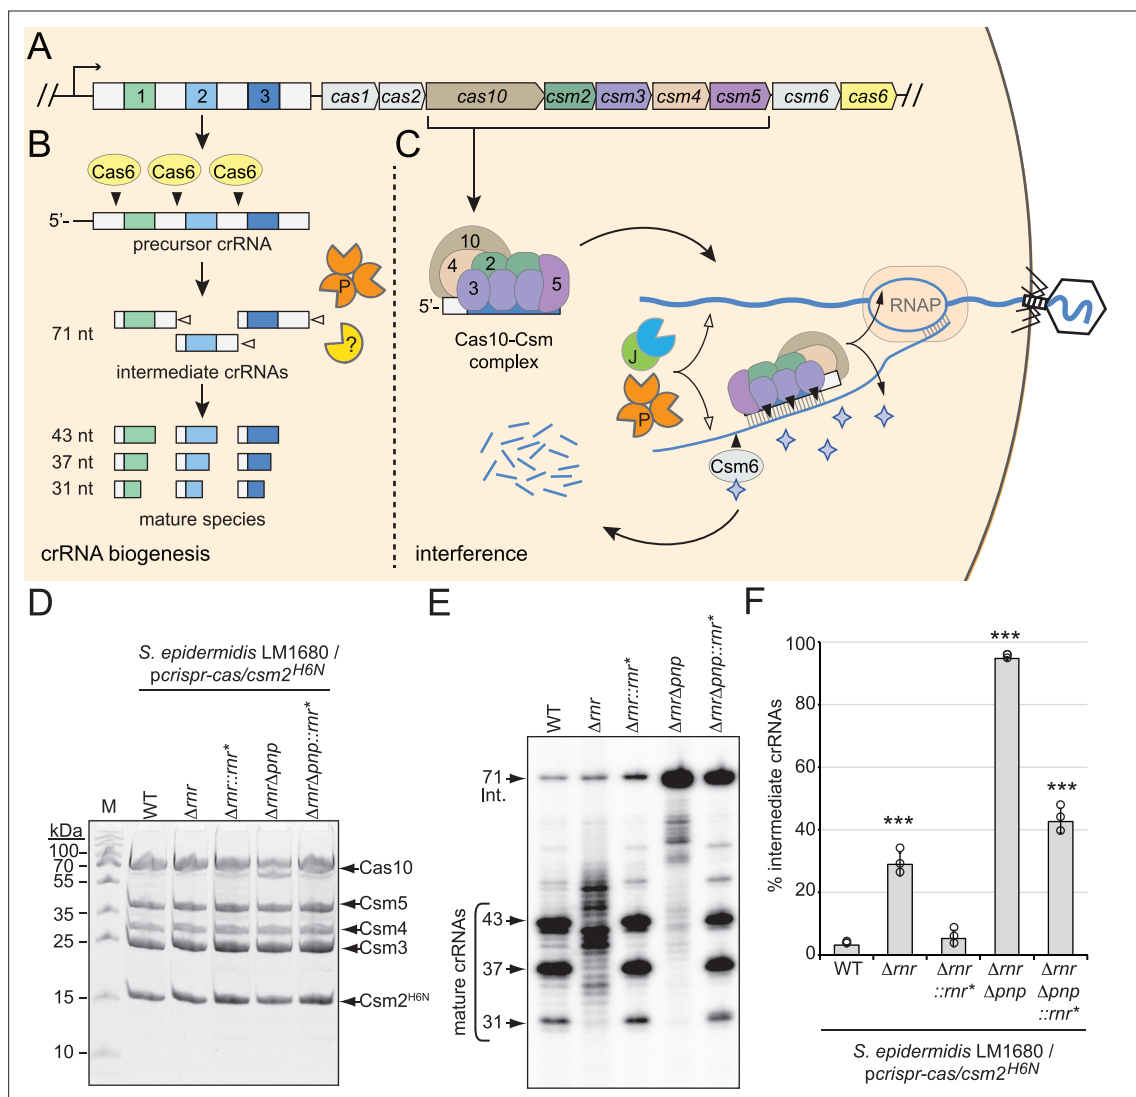 A
1 2 3 cas1 cas2 cas10 csm2 csm3 csm4 csm5 csm6 cas6
B
Cas6 Cas6 Cas6
5'-
precursor crRNA
P
71 nt
?
intermediate crRNAs
43 nt
37 nt
31 nt
mature species
crRNA biogenesis
C
10
4 2
3 5
5'-
Cas10-Csm
complex
RNAP
J
P
Csm6
interference
D
S. epidermidis LM1680 /
pcrispr-cas/csm2H6N
M WT Δrnr Δrnr::rnr* ΔrnrΔpnp ΔrnrΔpnp::rnr*
kDa
100
70
55
35
25
15
10
Cas10
Csm5
Csm4
Csm3
Csm2H6N
E
WT Δrnr Δrnr::rnr* ΔrnrΔpnp ΔrnrΔpnp::rnr*
71
Int.
43
37
31
mature crRNAs
F
% intermediate crRNAs
100
80
60
40
20
0
*** *** ***
WT Δrnr Δrnr ::rnr* Δrnr Δpnp Δrnr Δpnp ::rnr*
S. epidermidis LM1680 /
pcrispr-cas/csm2H6N